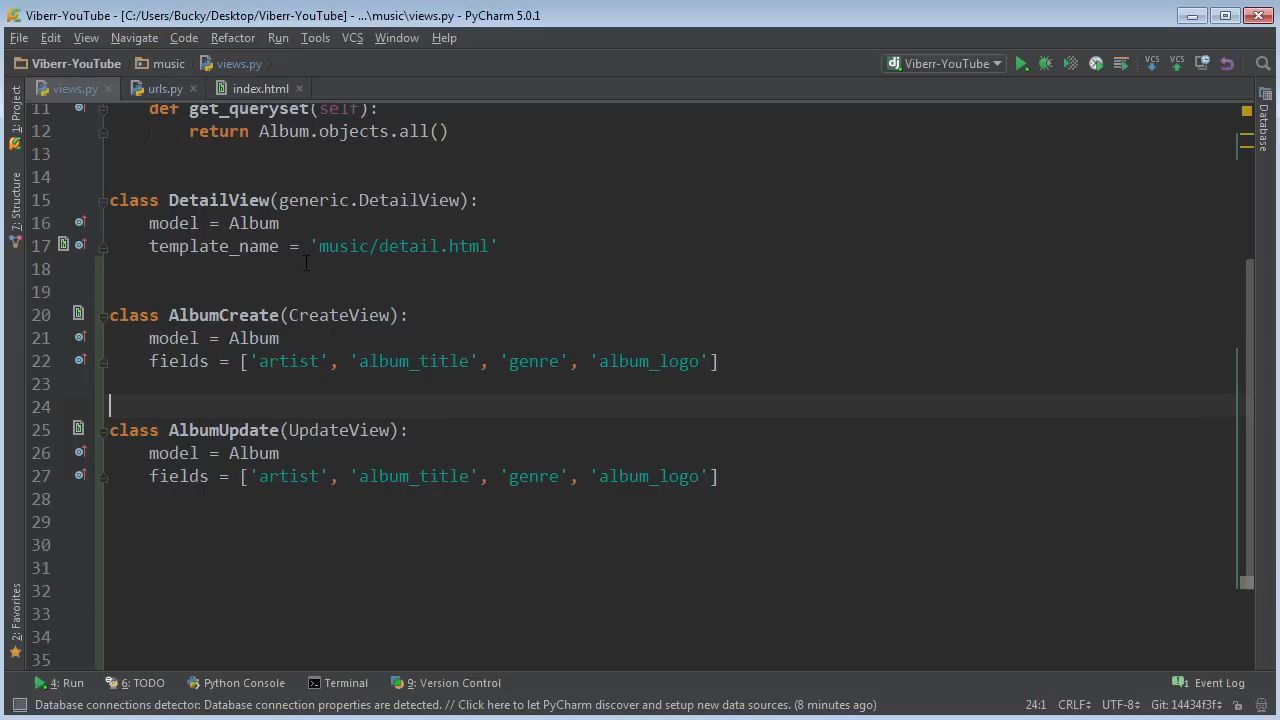 Viberr-YouTube - [C:/Users/Bucky/Desktop/Viberr-YouTube] - ...\music\views.py - PyCharm 5.0.1
File Edit View Navigate Code Refactor Run Tools VCS Window Help
Viberr-YouTube music views.py dj Viberr-YouTube VCS VCS
views.py urls.py index.html
1: Project
7: Structure
2: Favorites
Database
11 def get_queryset(self):
12 return Album.objects.all()
13
14
15 class DetailView(generic.DetailView):
16 model = Album
17 template_name = 'music/detail.html'
18
19
20 class AlbumCreate(CreateView):
21 model = Album
22 fields = ['artist', 'album_title', 'genre', 'album_logo']
23
24
25 class AlbumUpdate(UpdateView):
26 model = Album
27 fields = ['artist', 'album_title', 'genre', 'album_logo']
28
29
30
31
32
33
34
35
4: Run 6: TODO Python Console Terminal 9: Version Control 1 Event Log
Database connections detector: Database connection properties are detected. // Click here to let PyCharm discover and setup new data sources. (8 minutes ago) 24:1 CRLF÷ UTF-8÷ Git: 14434f3f÷